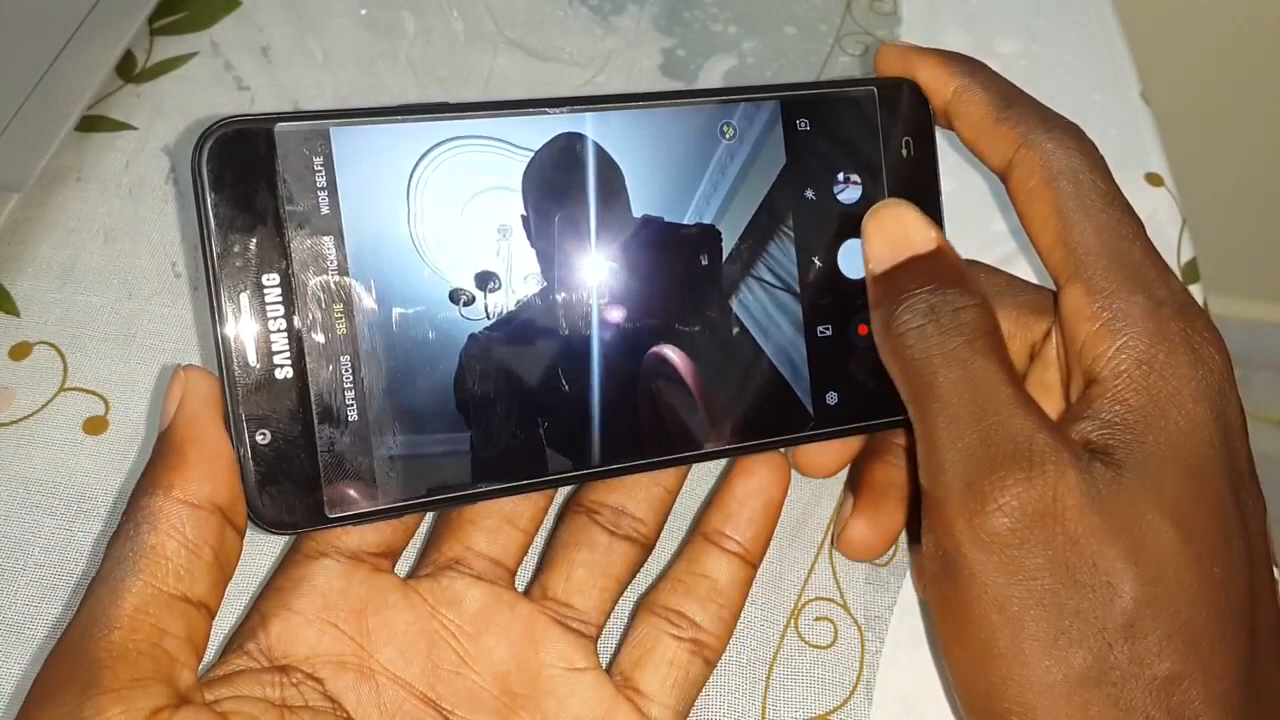 SAMSUNG
WIDE SELFIE
STICKERS
SELFIE
SELFIE FOCUS